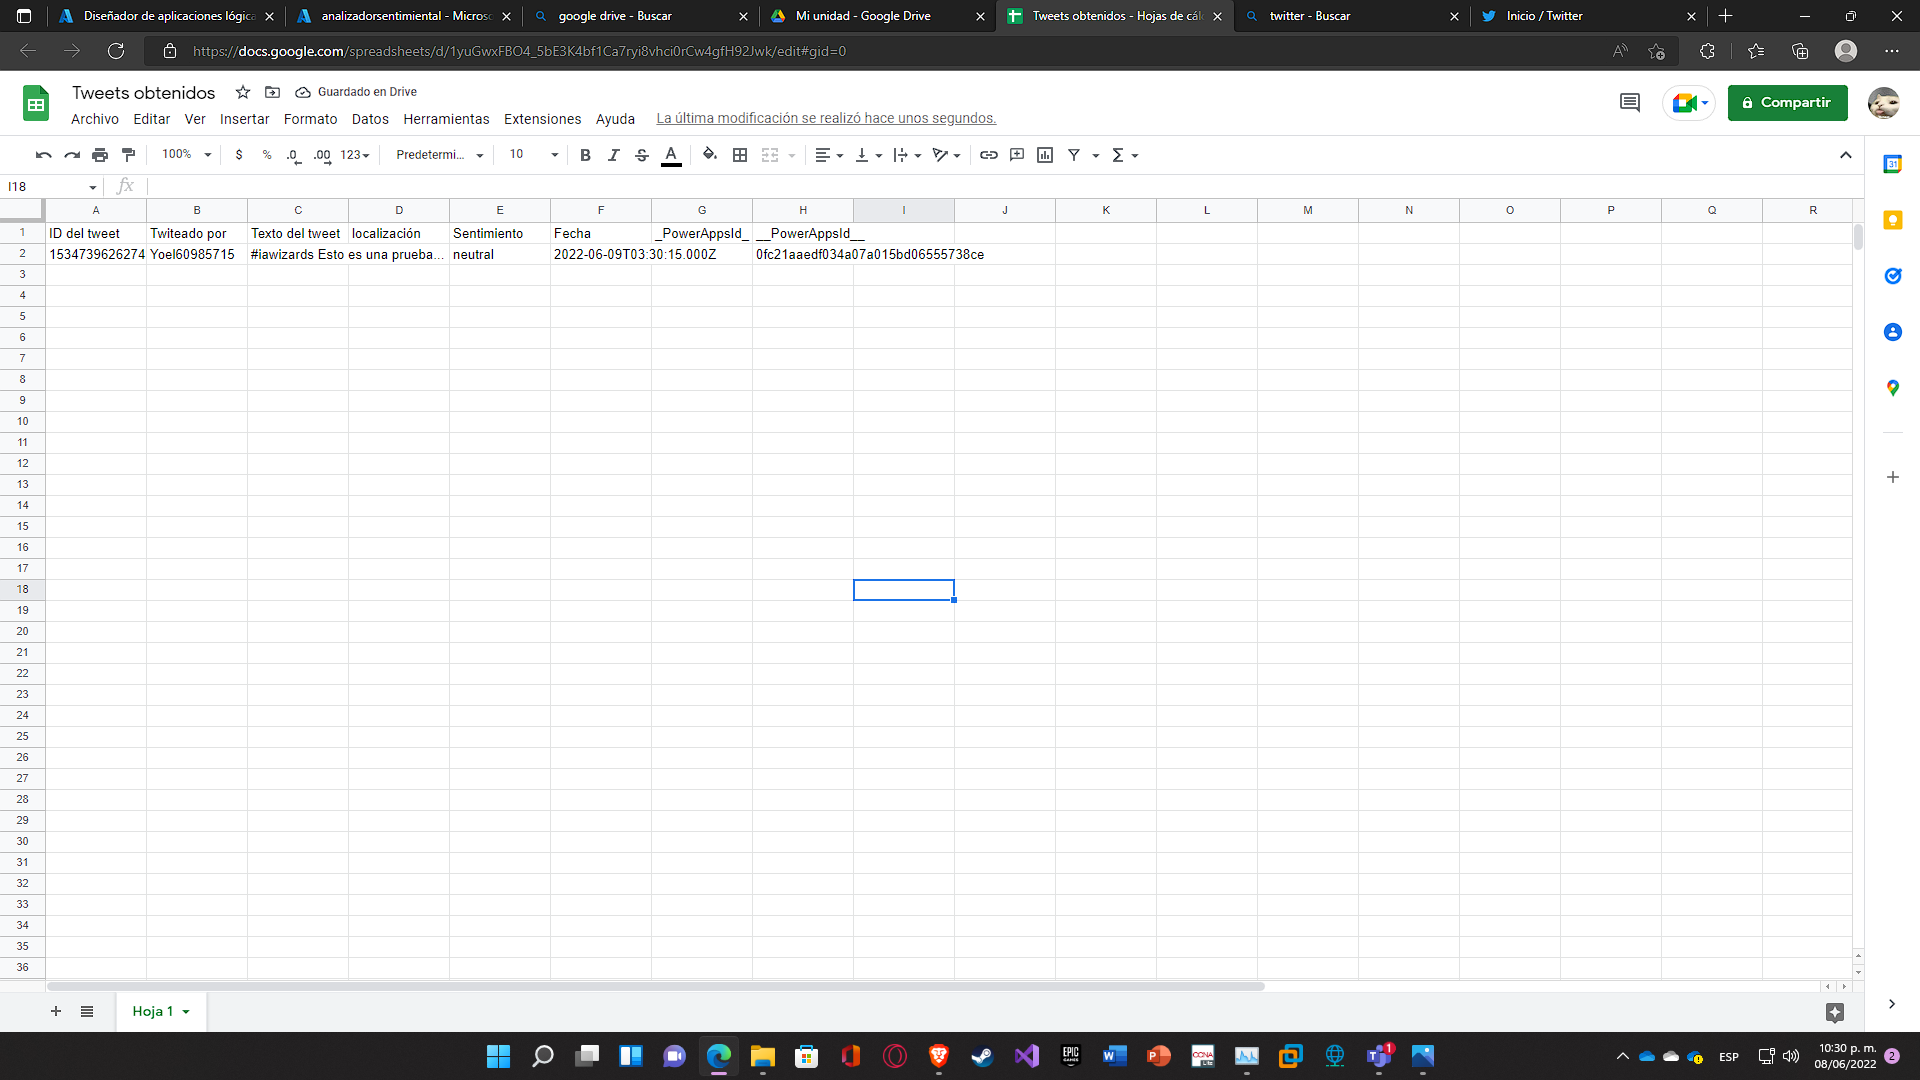 Diseñador de aplicaciones lógica
analizadorsentimiental - Microso
google drive - Buscar
Mi unidad - Google Drive
Tweets obtenidos - Hojas de cálc
twitter - Buscar
Inicio / Twitter
https://docs.google.com/spreadsheets/d/1yuGwxFBO4_5bE3K4bf1Ca7ryi8vhci0rCw4gfH92Jwk/edit#gid=0
Tweets obtenidos
Guardado en Drive
Archivo Editar Ver Insertar Formato Datos Herramientas Extensiones Ayuda
La última modificación se realizó hace unos segundos.
Compartir
100% $ % .0 .00 123 Predetermi... 10 B I S A Σ
I18 fx
A B C D E F G H I J K L M N O P Q R
1 ID del tweet Twiteado por Texto del tweet localización Sentimiento Fecha _PowerAppsId_ __PowerAppsId__
2 1534739626274 Yoel60985715 #iawizards Esto es una prueba... neutral 2022-06-09T03:30:15.000Z 0fc21aaedf034a07a015bd06555738ce
3
4
5
6
7
8
9
10
11
12
13
14
15
16
17
18
19
20
21
22
23
24
25
26
27
28
29
30
31
32
33
34
35
36
31
Hoja 1
EPIC GAMES
CCNA
1
ESP
10:30 p. m.
08/06/2022
2